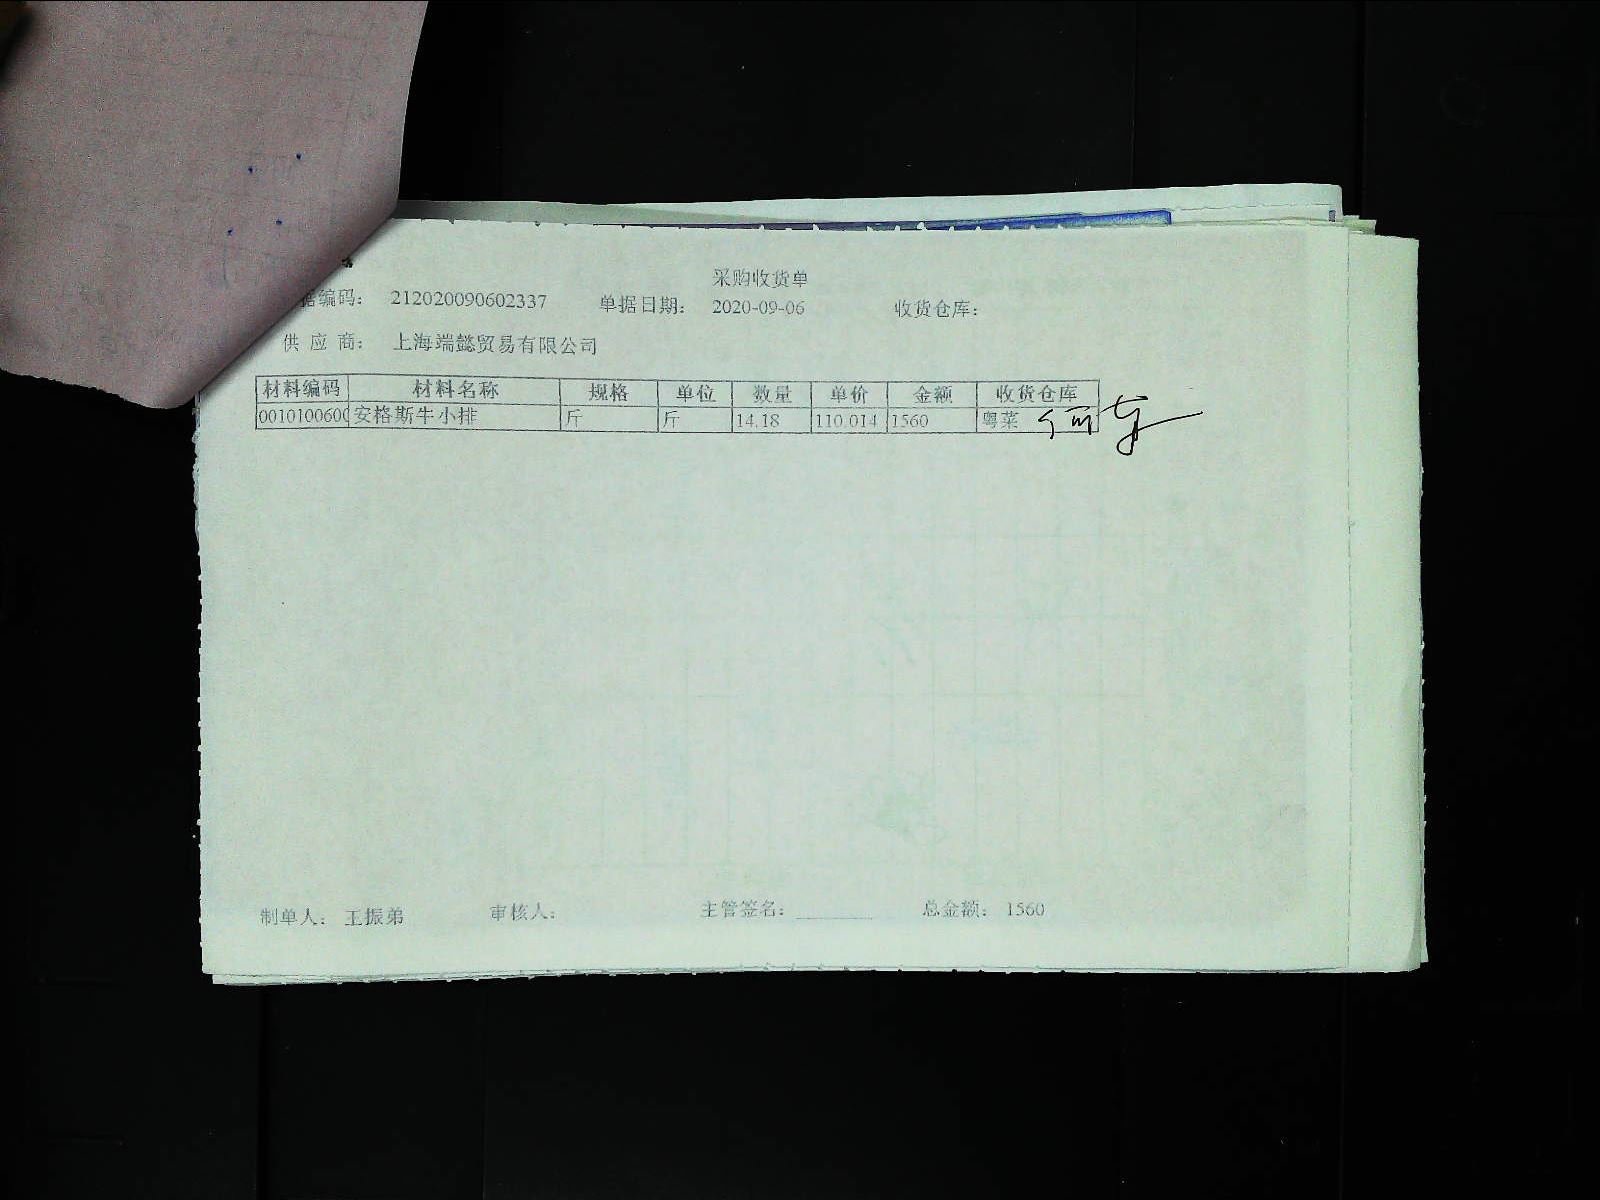 采购收货单
据编码： 212020090602337 单据日期： 2020-09-06 收货仓库：
供 应 商： 上海端懿贸易有限公司
材料编码 材料名称 规格 单位 数量 单价 金额 收货仓库
0010100600 安格斯牛小排 斤 斤 14.18 110.014 1560 粤菜
制单人： 王振弟 审核人： 主管签名： 总金额： 1560